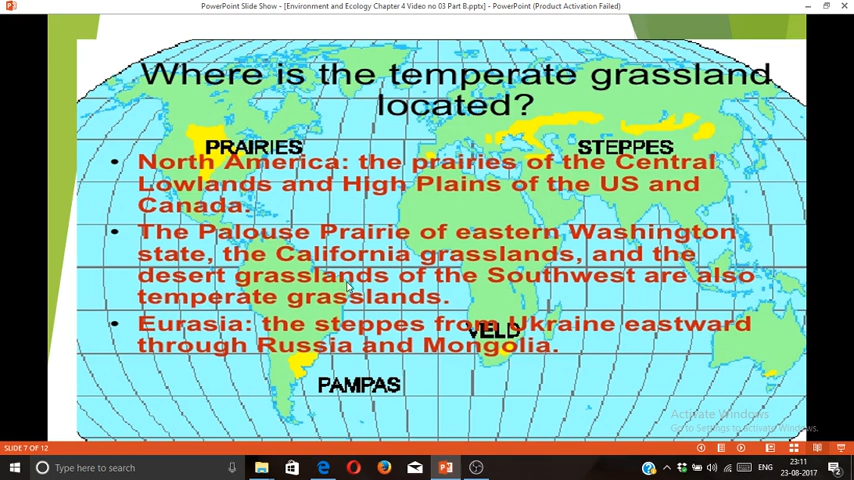 PowerPoint Slide Show - [Environment and Ecology Chapter 4 Video no 03 Part B.pptx] - PowerPoint (Product Activation Failed)
Where is the temperate grassland
located?
PRAIRIES
STEPPES
• North America: the prairies of the Central
Lowlands and High Plains of the US and
Canada.
• The Palouse Prairie of eastern Washington
state, the California grasslands, and the
desert grasslands of the Southwest are also
temperate grasslands.
• Eurasia: the steppes from Ukraine eastward
through Russia and Mongolia.
VELD
PAMPAS
Activate Windows
Go to Settings to activate Windows.
SLIDE 7 OF 12
Type here to search
ENG
23:11
23-08-2017
2